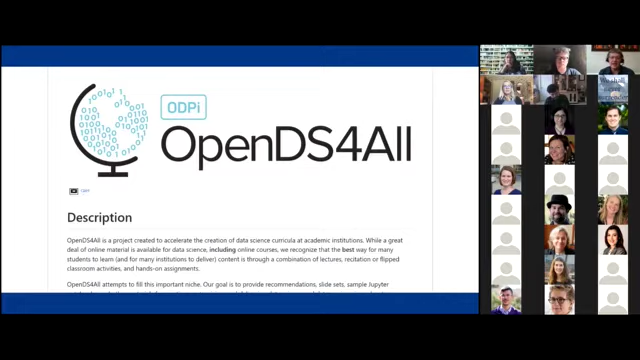 ODPi
OpenDS4All
Description
OpenDS4All is a project created to accelerate the creation of data science curricula at academic institutions. While a great
deal of online material is available for data science, including online courses, we recognize that the best way for many
students to learn (and for many institutions to deliver) content is through a combination of lectures, recitation or flipped
classroom activities, and hands-on assignments.
OpenDS4All attempts to fill this important niche. Our goal is to provide recommendations, slide sets, sample Jupyter